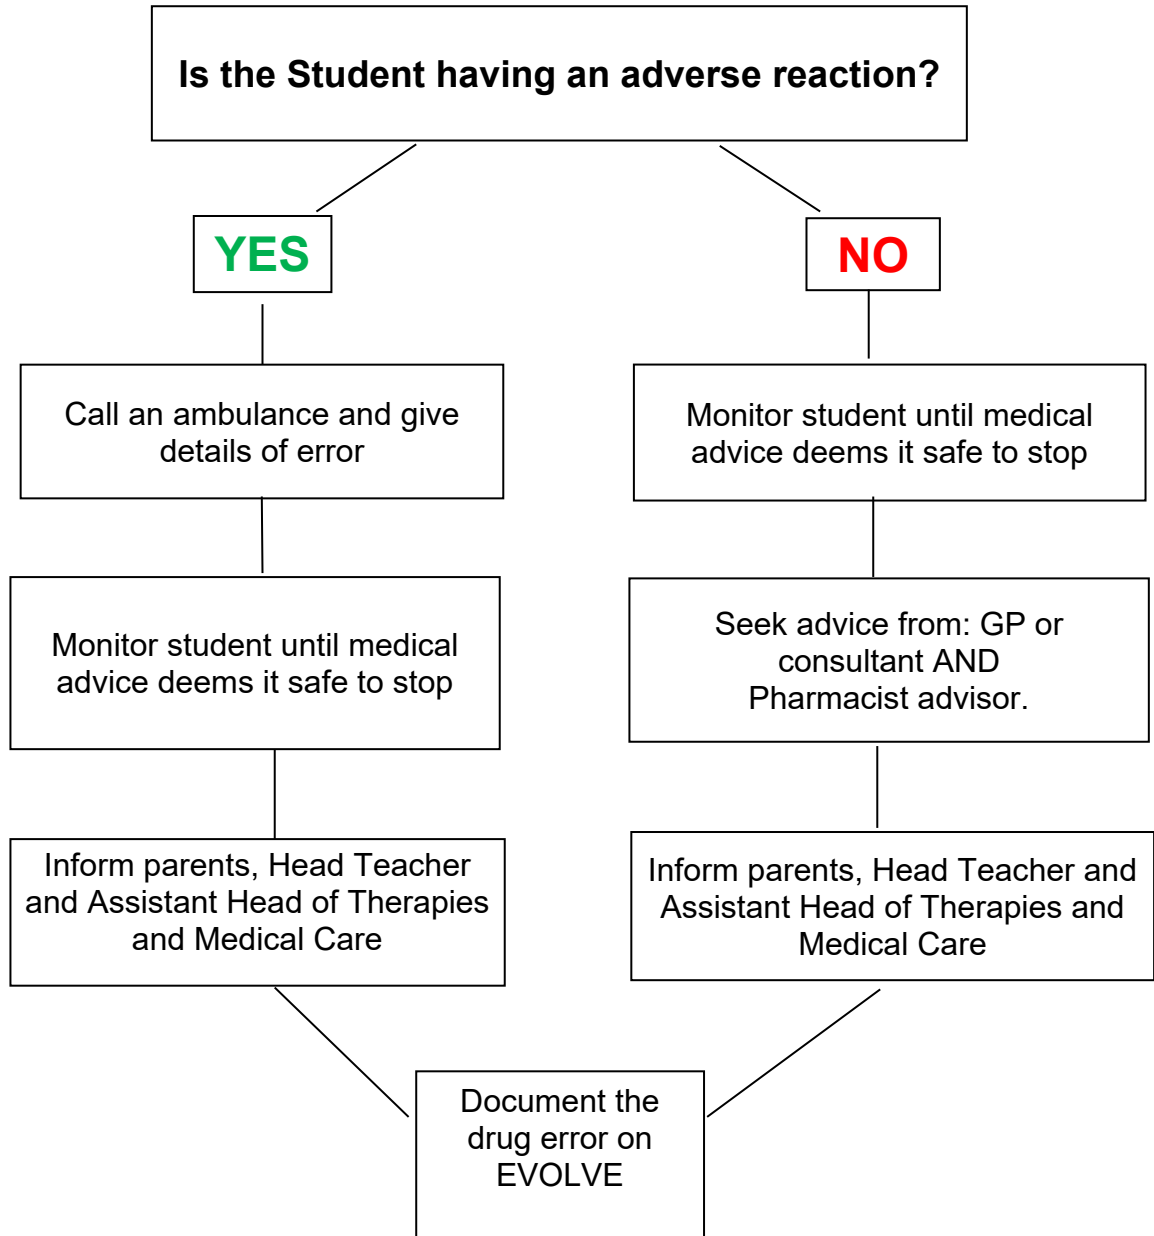 Is the Student having an adverse reaction?
YES
NO
Call an ambulance and give
details of error
Monitor student until medical
advice deems it safe to stop
Monitor student until medical
advice deems it safe to stop
Seek advice from: GP or
consultant AND
Pharmacist advisor.
Inform parents, Head Teacher
and Assistant Head of Therapies
and Medical Care
Inform parents, Head Teacher and
Assistant Head of Therapies and
Medical Care
Document the
drug error on
EVOLVE